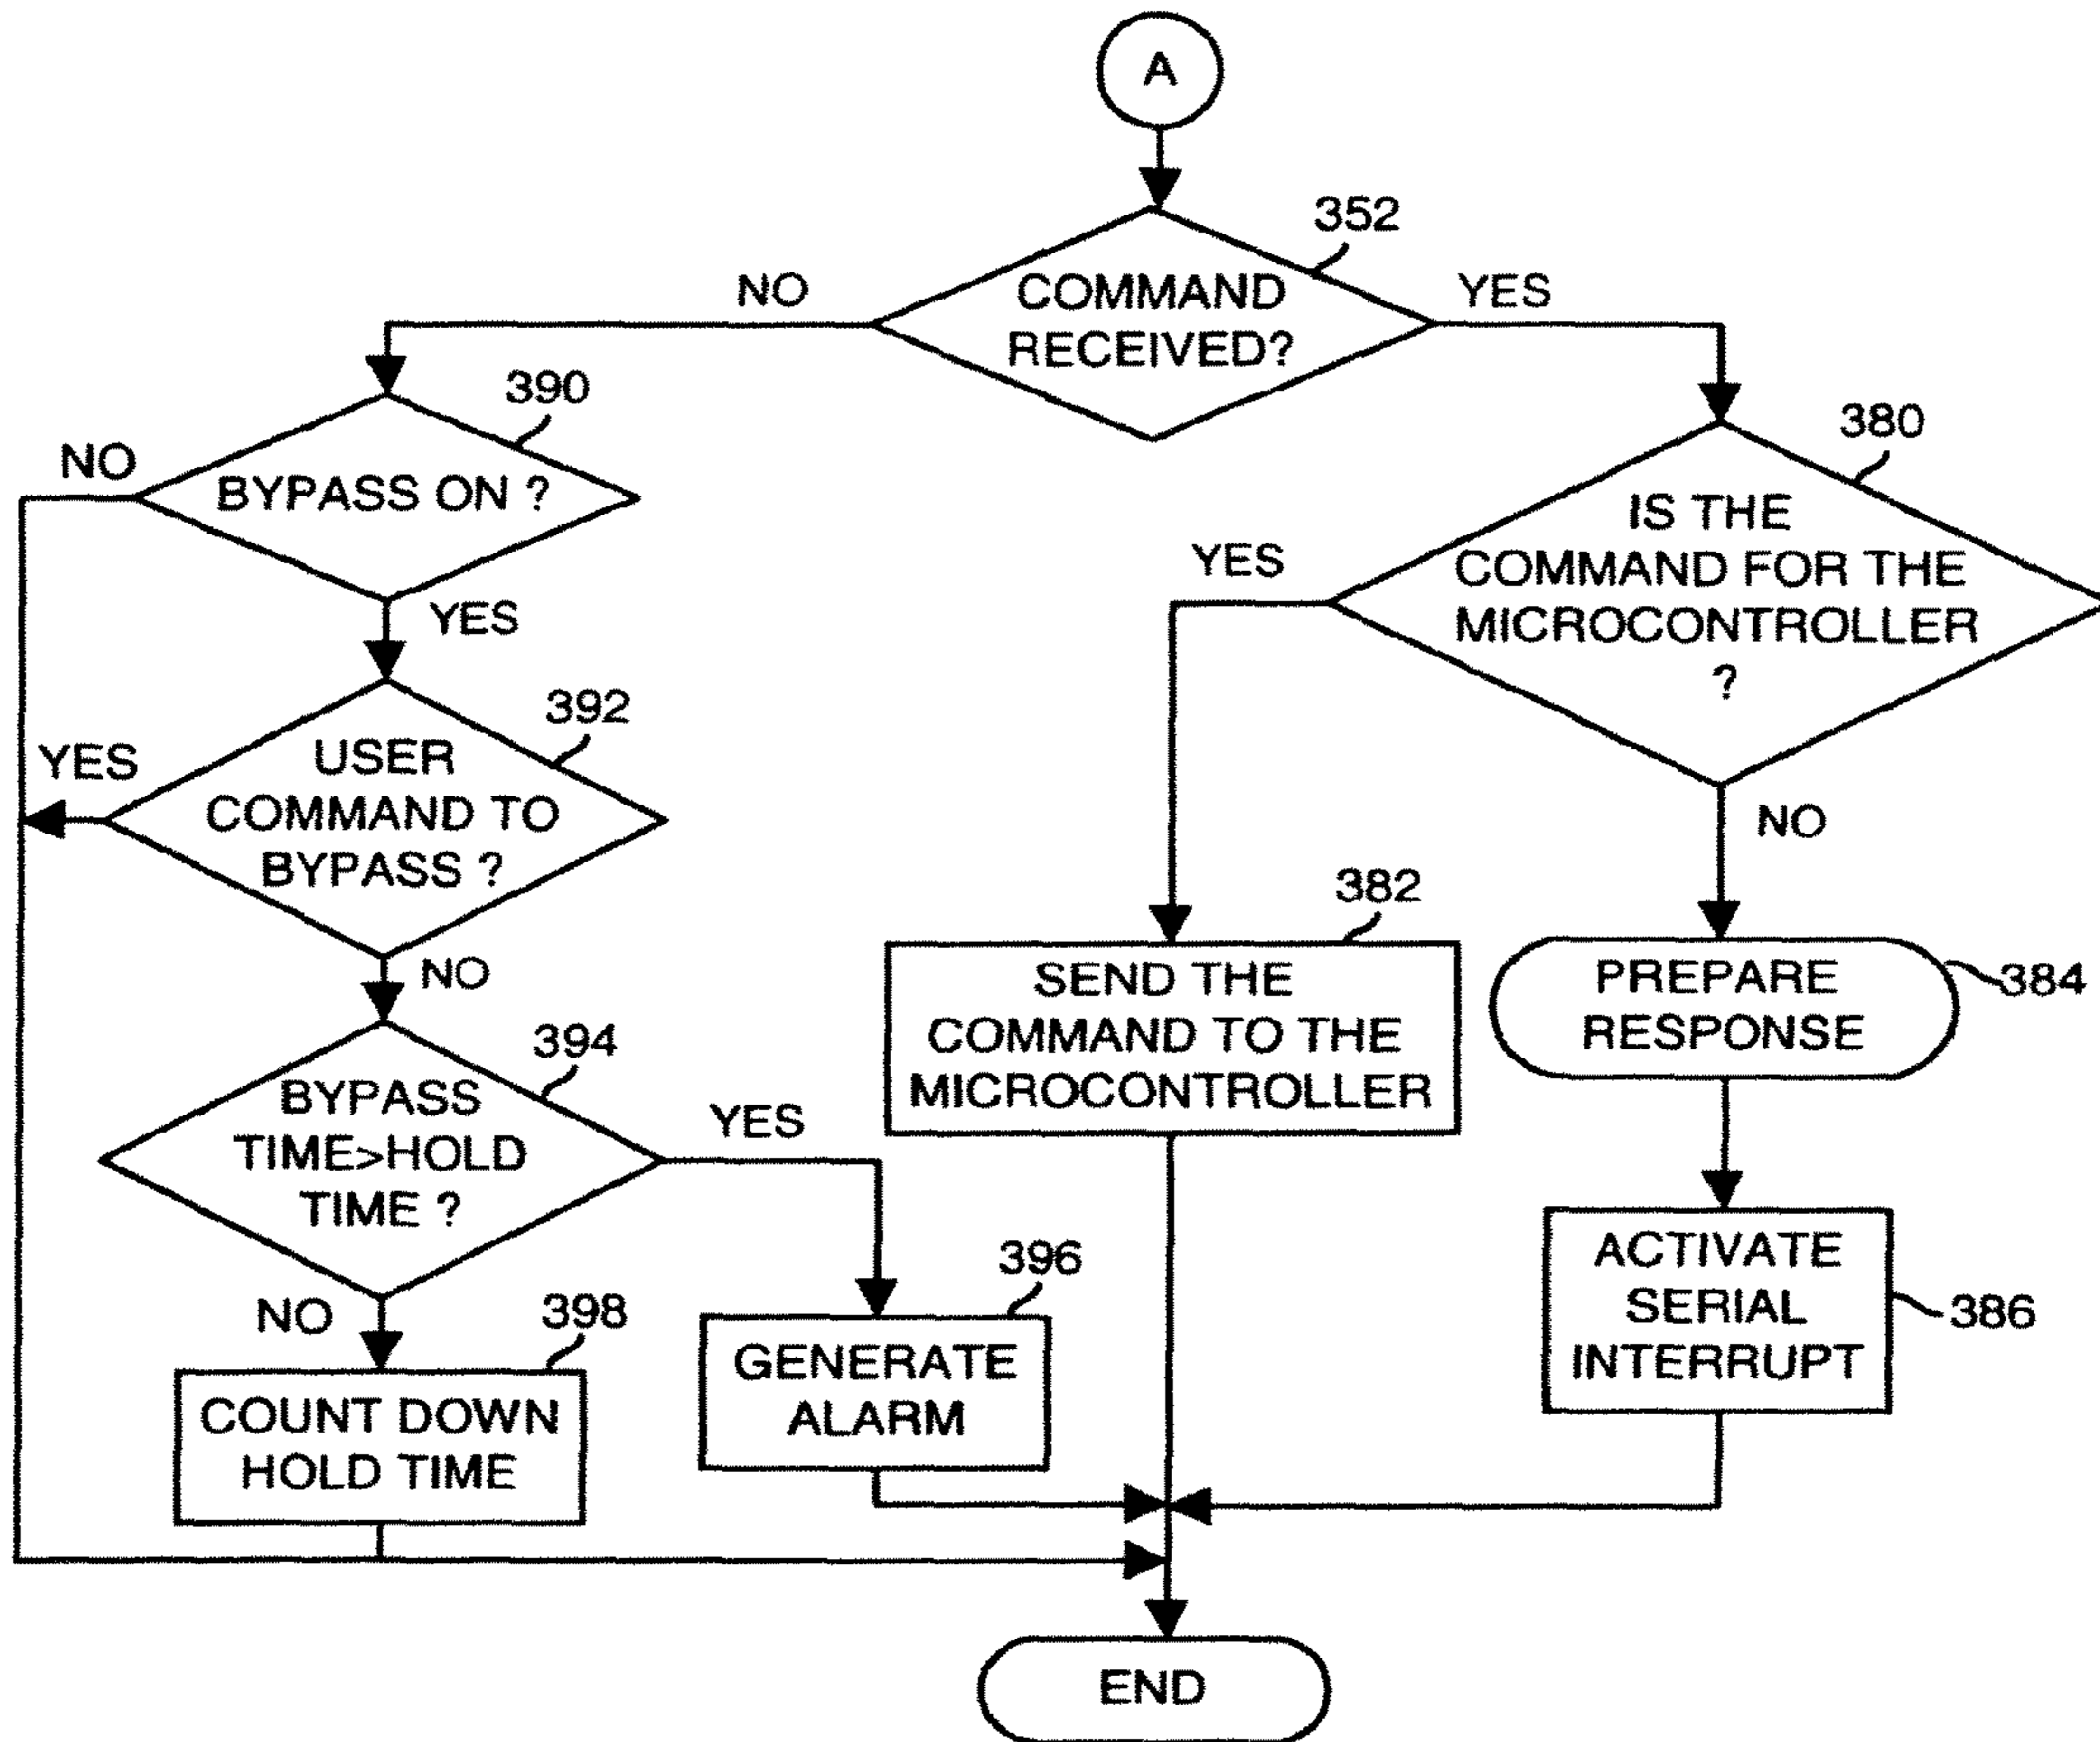 A
352
COMMAND
RECEIVED?
NO
YES
390
BYPASS ON ?
NO
YES
380
IS THE
COMMAND FOR THE
MICROCONTROLLER
?
YES
NO
392
USER
COMMAND TO
BYPASS ?
YES
NO
382
SEND THE
COMMAND TO THE
MICROCONTROLLER
384
PREPARE
RESPONSE
394
BYPASS
TIME>HOLD
TIME ?
YES
NO
396
GENERATE
ALARM
386
ACTIVATE
SERIAL
INTERRUPT
398
COUNT DOWN
HOLD TIME
END